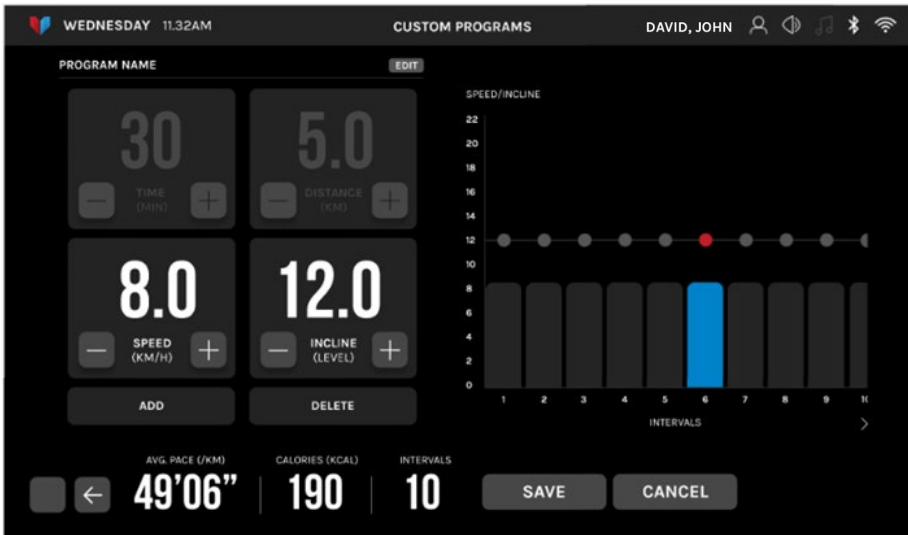 WEDNESDAY 11.32AM
CUSTOM PROGRAMS
DAVID, JOHN
PROGRAM NAME
EDIT
30
TIME
(MIN)
5.0
DISTANCE
(KM)
8.0
SPEED
(KM/H)
12.0
INCLINE
(LEVEL)
ADD
DELETE
SPEED/INCLINE
22
20
18
16
14
12
10
8
6
4
2
0
1 2 3 4 5 6 7 8 9 10
INTERVALS
AVG. PACE (/KM)
49’06”
CALORIES (KCAL)
190
INTERVALS
10
SAVE
CANCEL